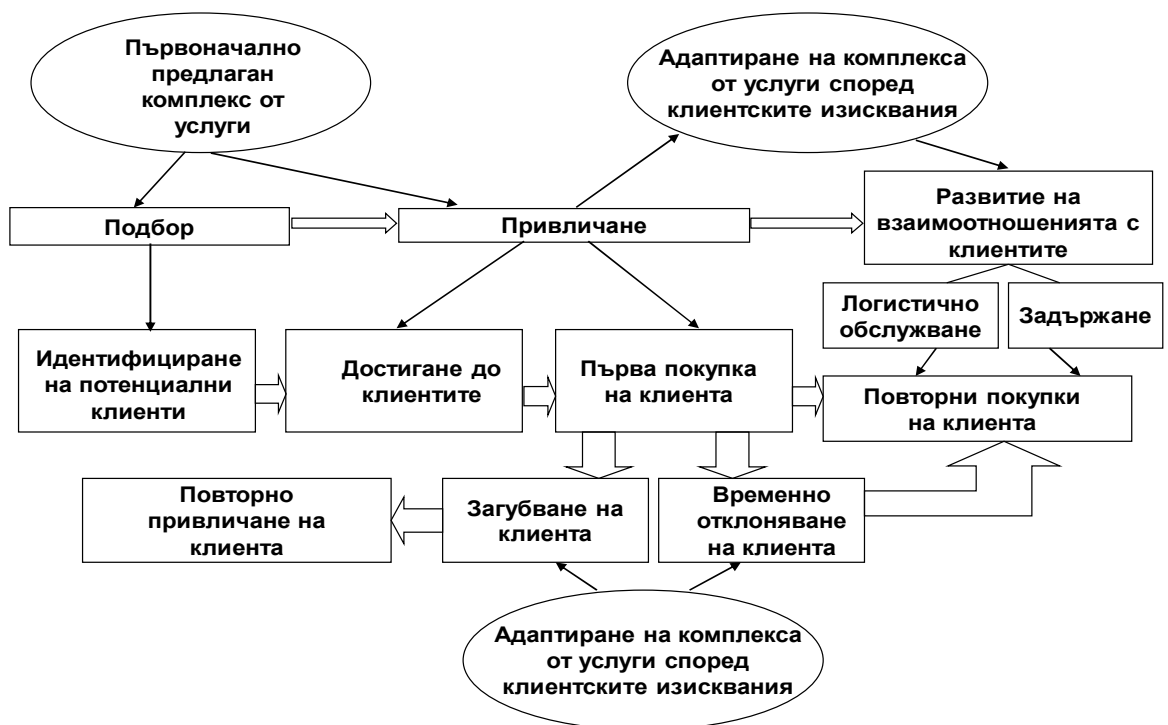 Първоначално
предлаган
комплекс от
услуги
Адаптиране на комплекса
от услуги според
клиентските изисквания
Подбор
Привличане
Развитие на
взаимоотношенията с
клиентите
Логистично
обслужване
Задържане
Идентифициране
на потенциални
клиенти
Достигане до
клиентите
Първа покупка
на клиента
Повторни покупки
на клиента
Повторно
привличане на
клиента
Загубване на
клиента
Временно
отклоняване
на клиента
Адаптиране на комплекса
от услуги според
клиентските изисквания